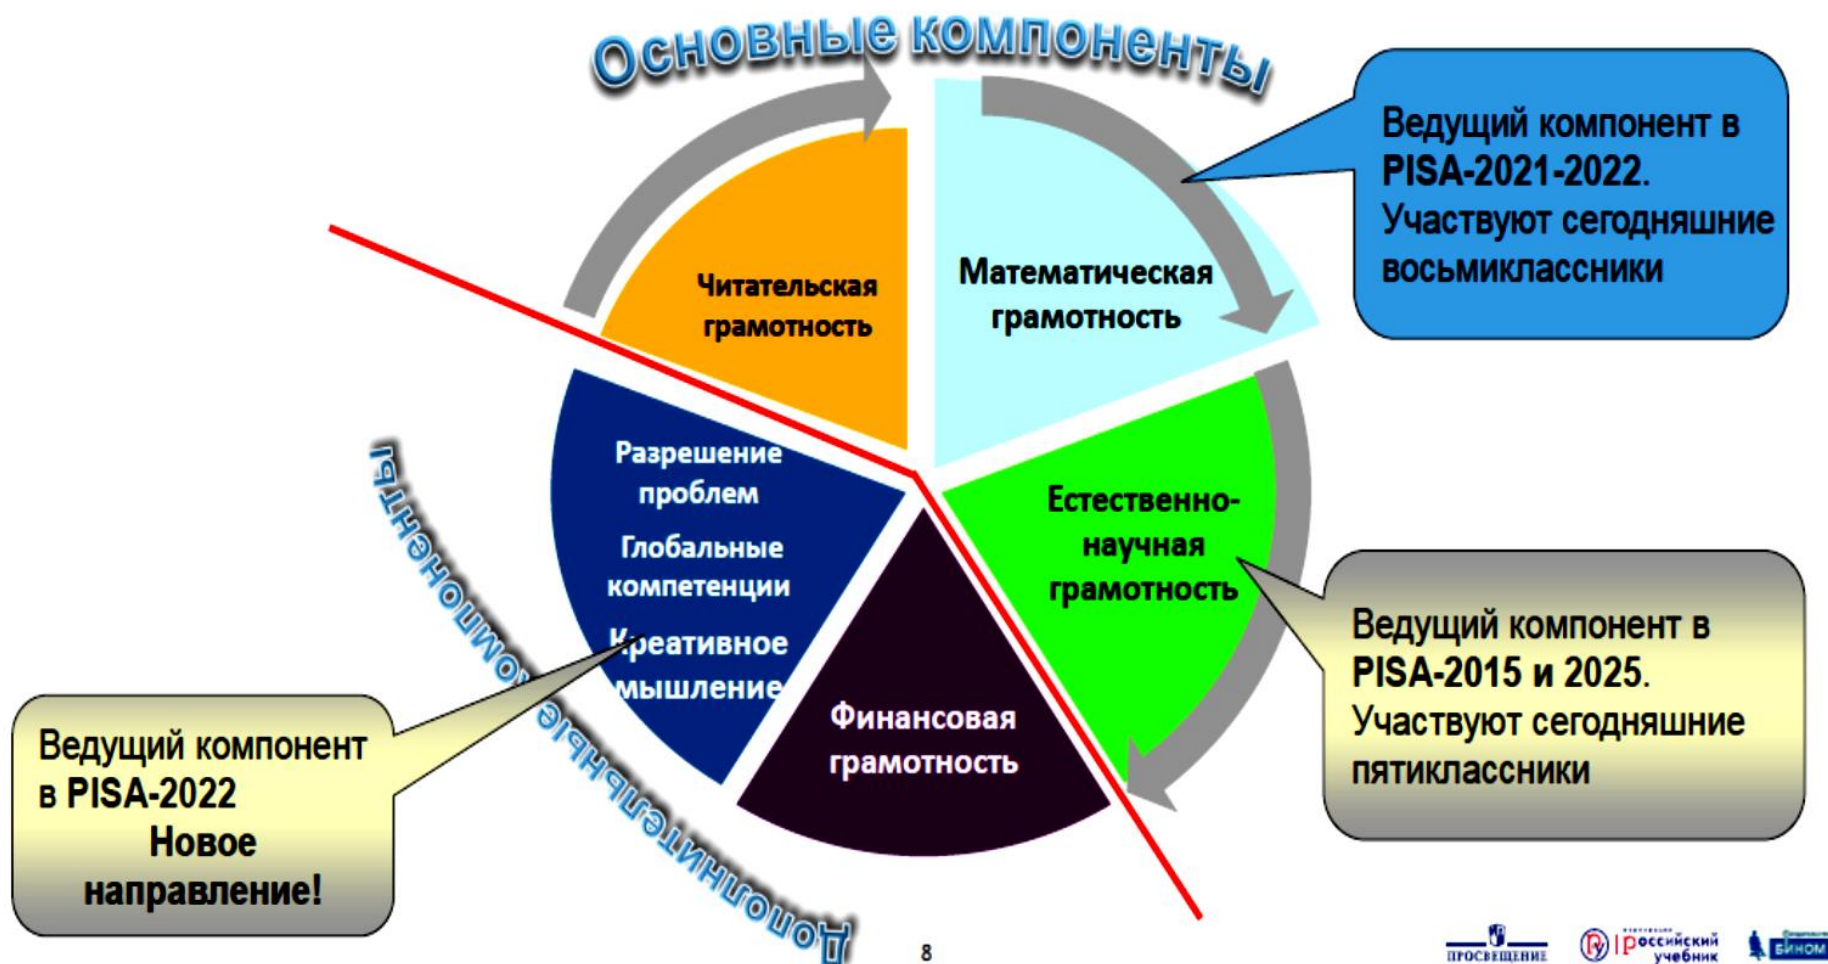 Основные компоненты
Ведущий компонент в
PISA-2021-2022.
Участвуют сегодняшние
восьмиклассники
Читательская
грамотность
Математическая
грамотность
Разрешение
проблем
Глобальные
компетенции
Креативное
мышление
Естественно-
научная
грамотность
Финансовая
грамотность
Ведущий компонент в
PISA-2015 и 2025.
Участвуют сегодняшние
пятиклассники
Ведущий компонент
в PISA-2022
Новое
направление!
Дополнительные компоненты
8
ПРОСВЕЩЕНИЕ
российский
учебник
БИНОМ